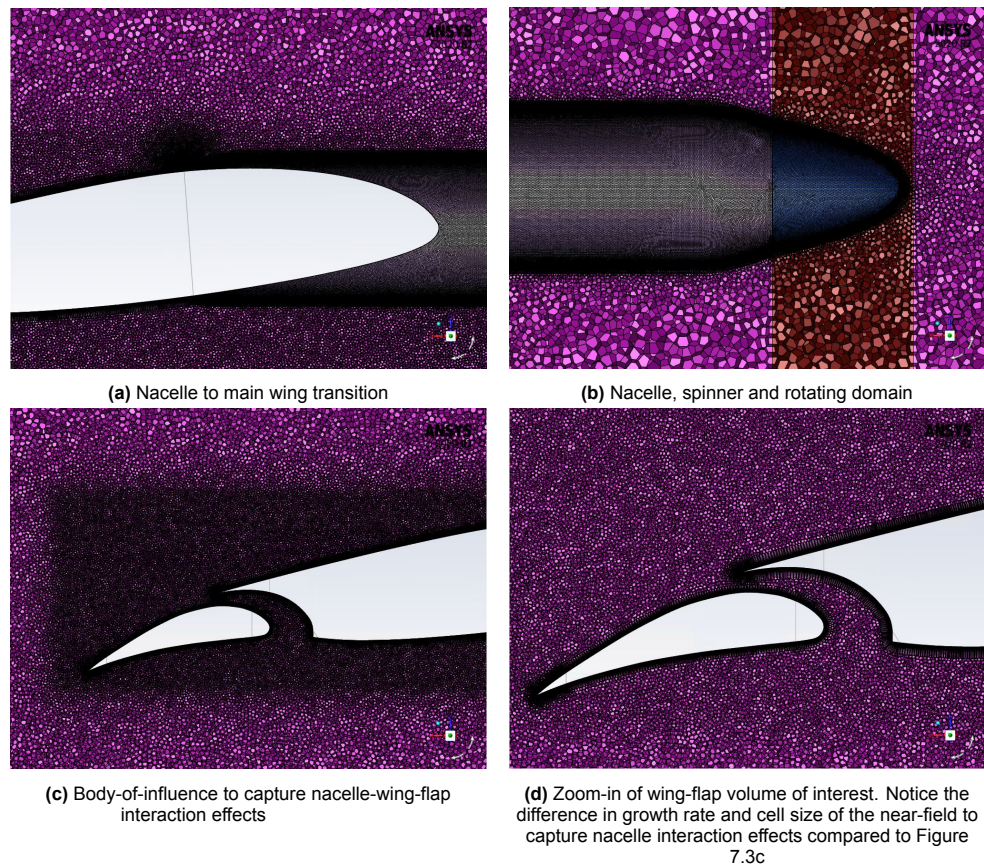 ANSYS
ANSYS
(a) Nacelle to main wing transition
(b) Nacelle, spinner and rotating domain
ANSYS
ANSYS
(c) Body-of-influence to capture nacelle-wing-flap
interaction effects
(d) Zoom-in of wing-flap volume of interest. Notice the
difference in growth rate and cell size of the near-field to
capture nacelle interaction effects compared to Figure
7.3c